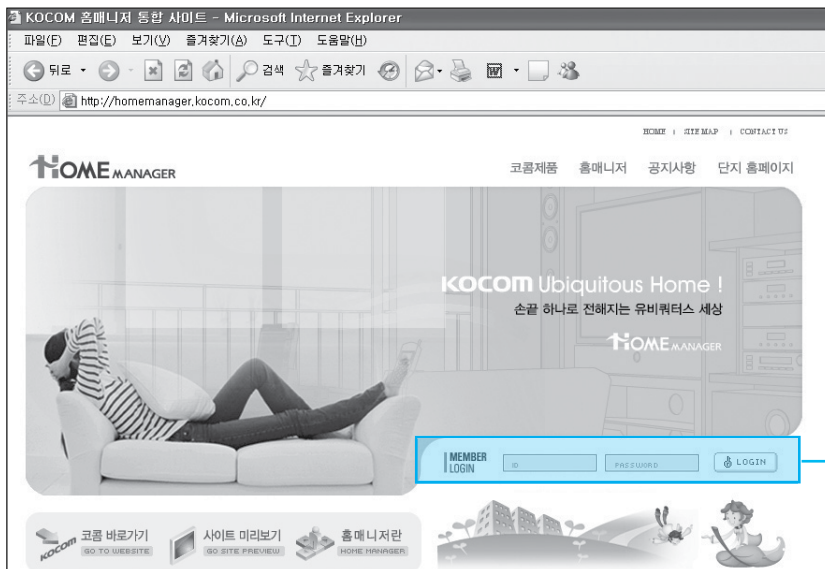 KOCOM 홈매니저 통합 사이트 - Microsoft Internet Explorer
파일(F) 편집(E) 보기(V) 즐겨찾기(A) 도구(T) 도움말(H)
뒤로 검색 즐겨찾기
주소(D) http://homemanager.kocom.co.kr/
HOME | SITE MAP | CONTACT US
HOME MANAGER
코콤제품 홈매니저 공지사항 단지 홈페이지
KOCOM Ubiquitous Home !
손끝 하나로 전해지는 유비쿼터스 세상
HOME MANAGER
MEMBER
LOGIN
ID PASSWORD LOGIN
코콤 바로가기 사이트 미리보기 홈매니저란
KOCOM GO TO WEBSITE GO SITE PREVIEW HOME MANAGER